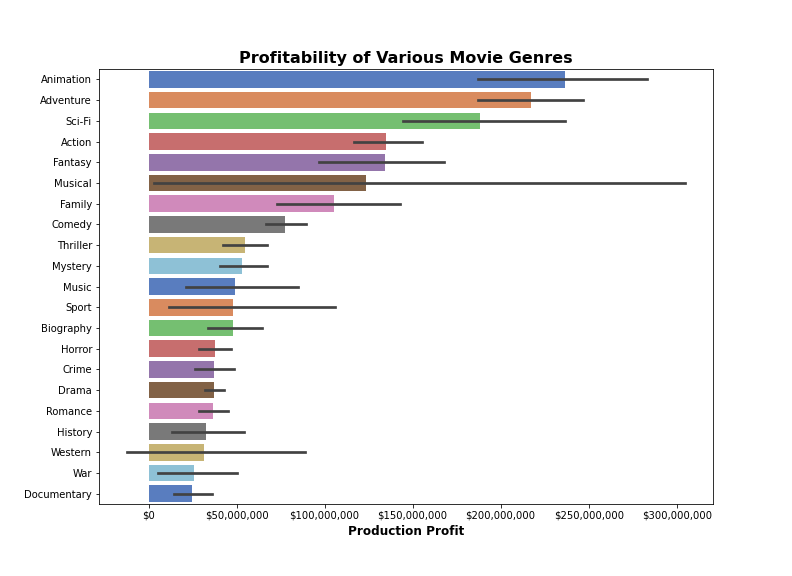 Profitability of Various Movie Genres
Animation
Adventure
Sci-Fi
Action
Fantasy
Musical
Family
Comedy
Thriller
Mystery
Music
Sport
Biography
Horror
Crime
Drama
Romance
History
Western
War
Documentary
$0 $50,000,000 $100,000,000 $150,000,000 $200,000,000 $250,000,000 $300,000,000
Production Profit